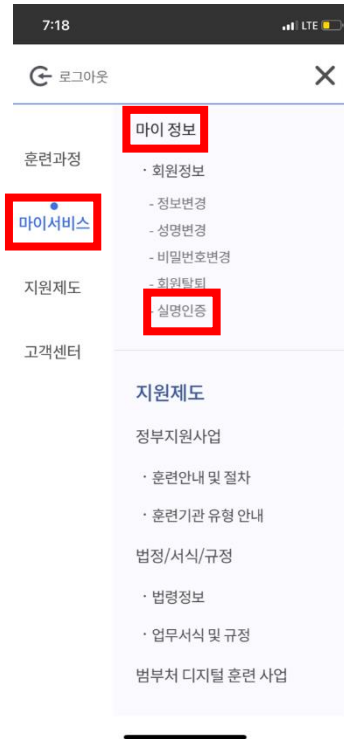 7:18 LTE
로그아웃
훈련과정
마이서비스
지원제도
고객센터
마이 정보
· 회원정보
- 정보변경
- 성명변경
- 비밀번호변경
- 회원탈퇴
- 실명인증
지원제도
정부지원사업
· 훈련안내 및 절차
· 훈련기관 유형 안내
법정/서식/규정
· 법령정보
· 업무서식 및 규정
범부처 디지털 훈련 사업